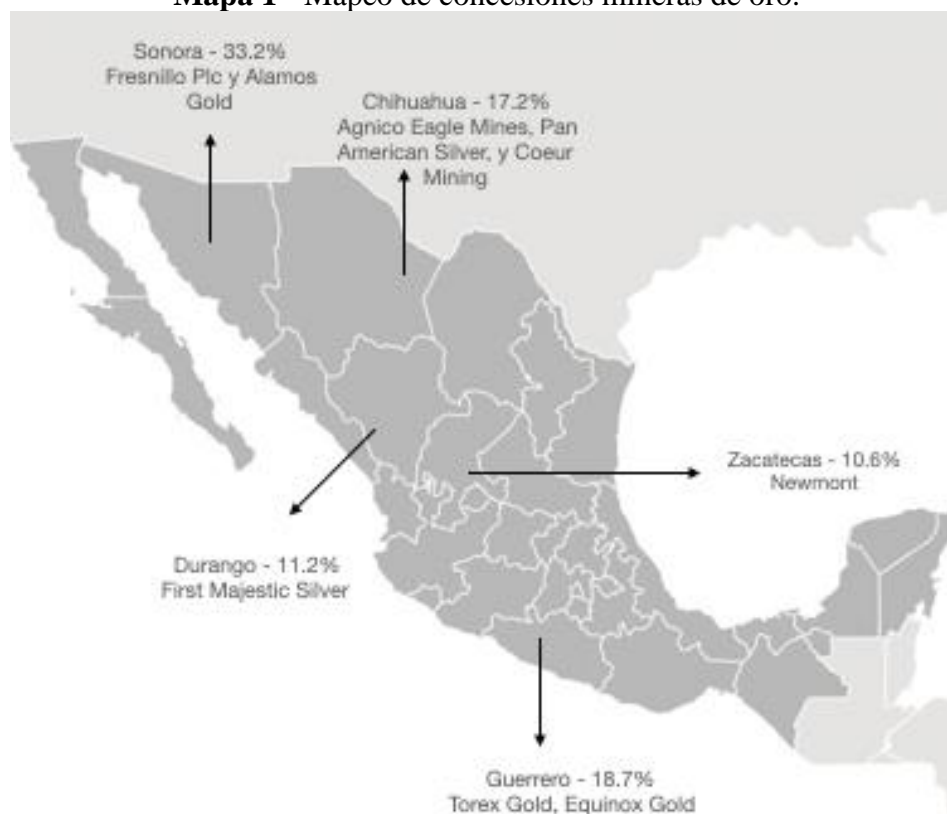 Mapa 1 - Mapeo de concesiones mineras de oro.
Sonora - 33.2%
Fresnillo Plc y Alamos
Gold
Chihuahua - 17.2%
Agnico Eagle Mines, Pan
American Silver, y Coeur
Mining
Zacatecas - 10.6%
Newmont
Durango - 11.2%
First Majestic Silver
Guerrero - 18.7%
Torex Gold, Equinox Gold